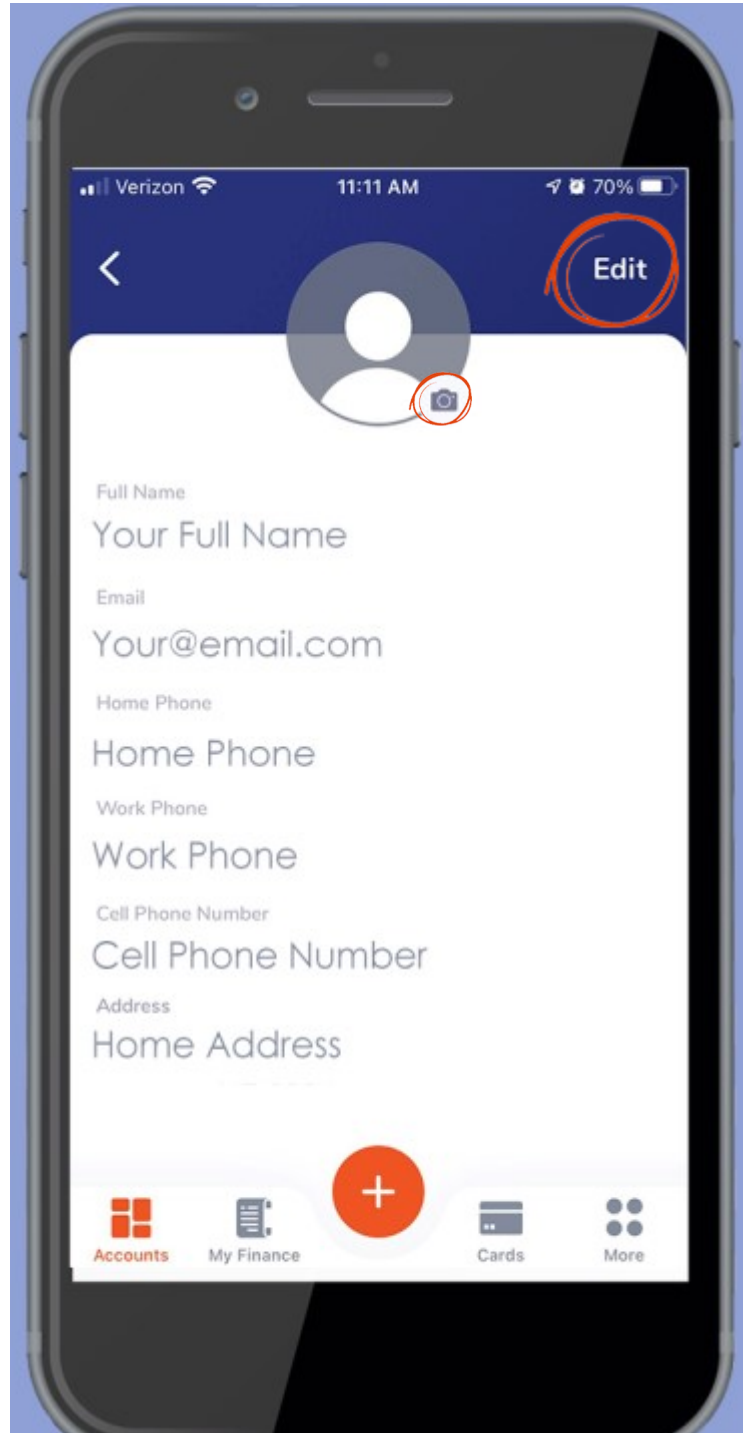 Verizon 11:11 AM 70%
Edit
Full Name
Your Full Name
Email
Your@email.com
Home Phone
Home Phone
Work Phone
Work Phone
Cell Phone Number
Cell Phone Number
Address
Home Address
Accounts My Finance Cards More